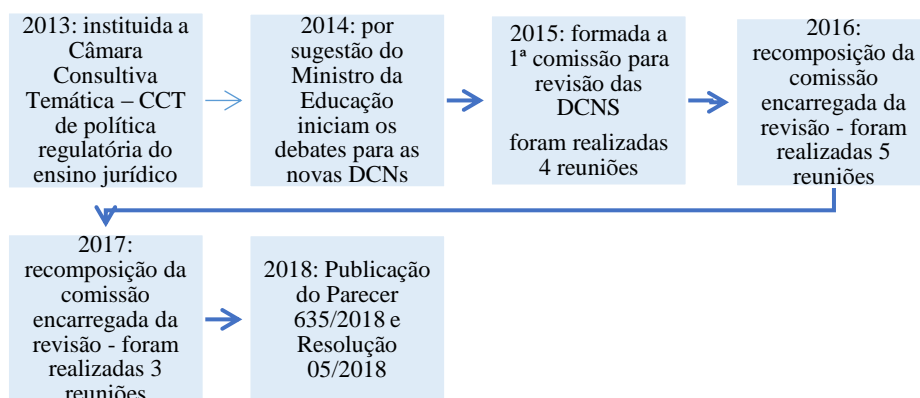 2013: instituida a
Câmara
Consultiva
Temática – CCT
de política
regulatória do
ensino jurídico
2014: por
sugestão do
Ministro da
Educação
iniciam os
debates para as
novas DCNs
2015: formada a
1ª comissão para
revisão das
DCNS
foram realizadas
4 reuniões
2016:
recomposição da
comissão
encarregada da
revisão - foram
realizadas 5
reuniões
2017:
recomposição da
comissão
encarregada da
revisão - foram
realizadas 3
reuniões
2018: Publicação
do Parecer
635/2018 e
Resolução
05/2018